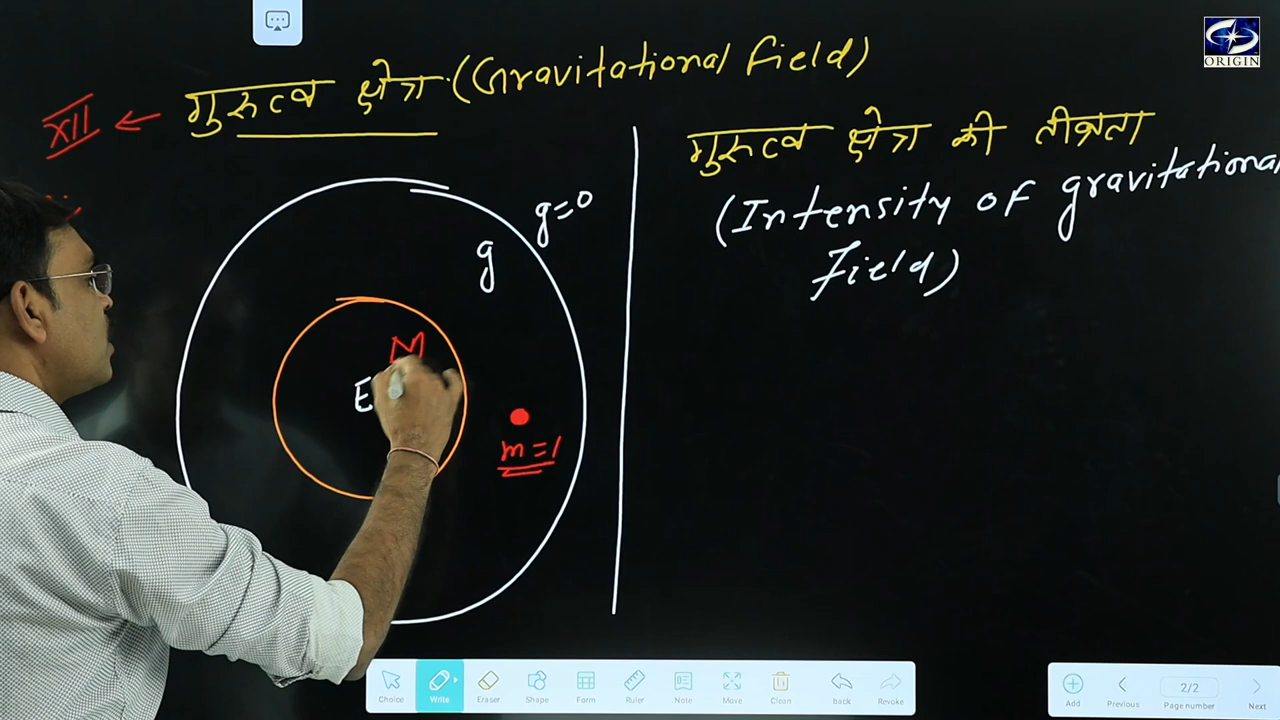 ORIGIN
XII ← गुरुत्व क्षेत्र (Gravitational Field)
गुरुत्व क्षेत्र की तीव्रता
(Intensity of gravitational
Field)
g=0
g
M
E
m=1
Choice
Write
Eraser
Shape
Form
Ruler
Note
Move
Clean
back
Revoke
Add
Previous
2/2
Page number
Next